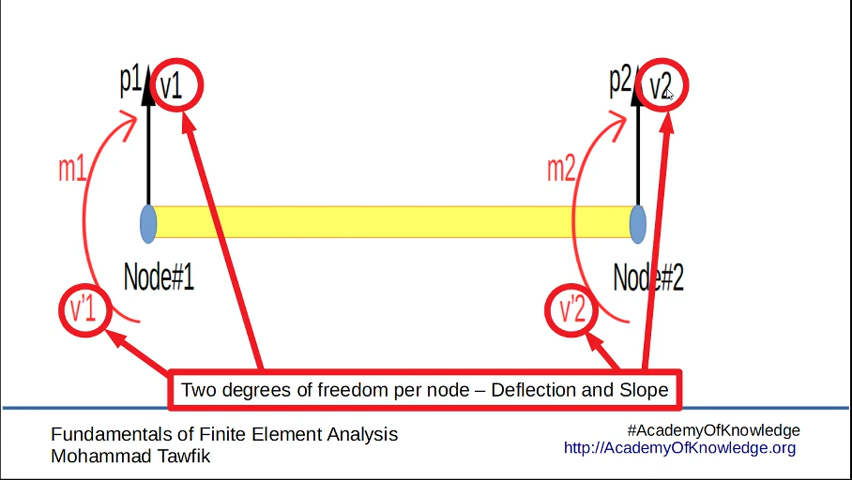 p1 v1
p2 v2
m1
m2
Node#1
Node#2
v'1
v'2
Two degrees of freedom per node – Deflection and Slope
Fundamentals of Finite Element Analysis
Mohammad Tawfik
#AcademyOfKnowledge
http://AcademyOfKnowledge.org